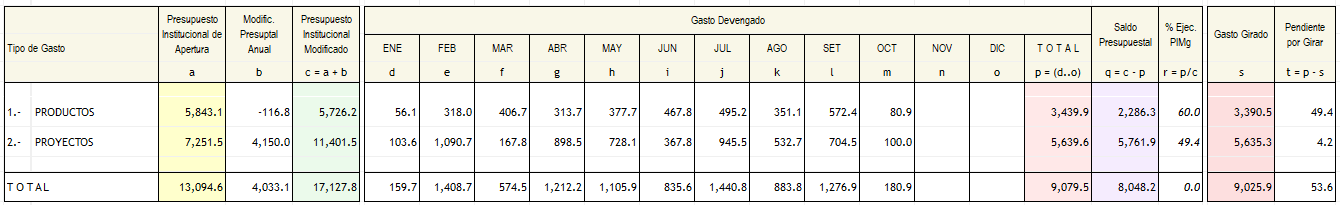 Tipo de Gasto Presupuesto Institucional de Apertura a Modific. Presuptal Anual b Presupuesto Institucional Modificado c = a + b Gasto Devengado ENE d FEB e MAR f ABR g MAY h JUN i JUL j AGO k SET l OCT m NOV n DIC o T O T A L p = (d..o) Saldo Presupuestal q = c - p % Ejec. PIMg r = p/c Gasto Girado s Pendiente por Girar t = p - s
1.- PRODUCTOS 5,843.1 -116.8 5,726.2 56.1 318.0 406.7 313.7 377.7 467.8 495.2 351.1 572.4 80.9 3,439.9 2,286.3 60.0 3,390.5 49.4
2.- PROYECTOS 7,251.5 4,150.0 11,401.5 103.6 1,090.7 167.8 898.5 728.1 367.8 945.5 532.7 704.5 100.0 5,639.6 5,761.9 49.4 5,635.3 4.2
T O T A L 13,094.6 4,033.1 17,127.8 159.7 1,408.7 574.5 1,212.2 1,105.9 835.6 1,440.8 883.8 1,276.9 180.9 9,079.5 8,048.2 0.0 9,025.9 53.6